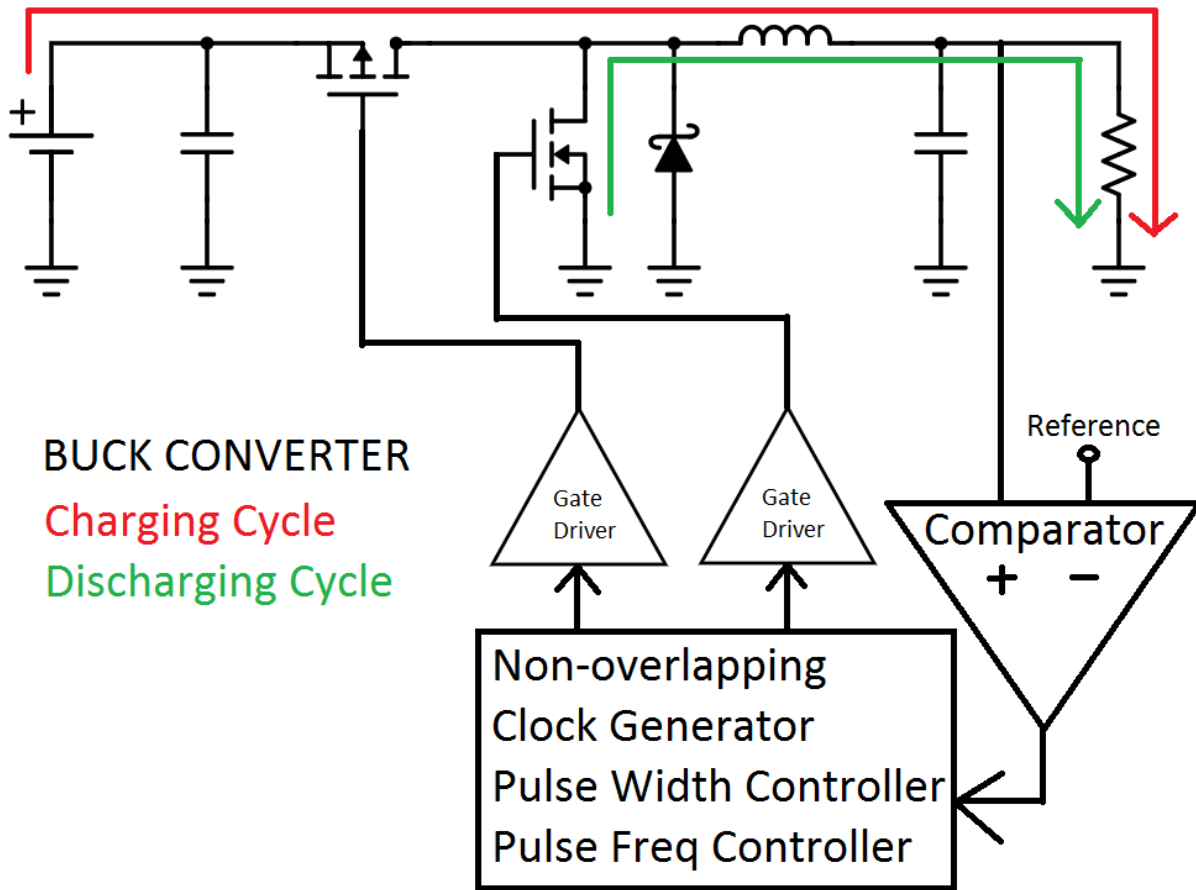 +
Reference
BUCK CONVERTER
Charging Cycle
Discharging Cycle
Gate
Driver
Gate
Driver
Comparator
+ −
Non-overlapping
Clock Generator
Pulse Width Controller
Pulse Freq Controller